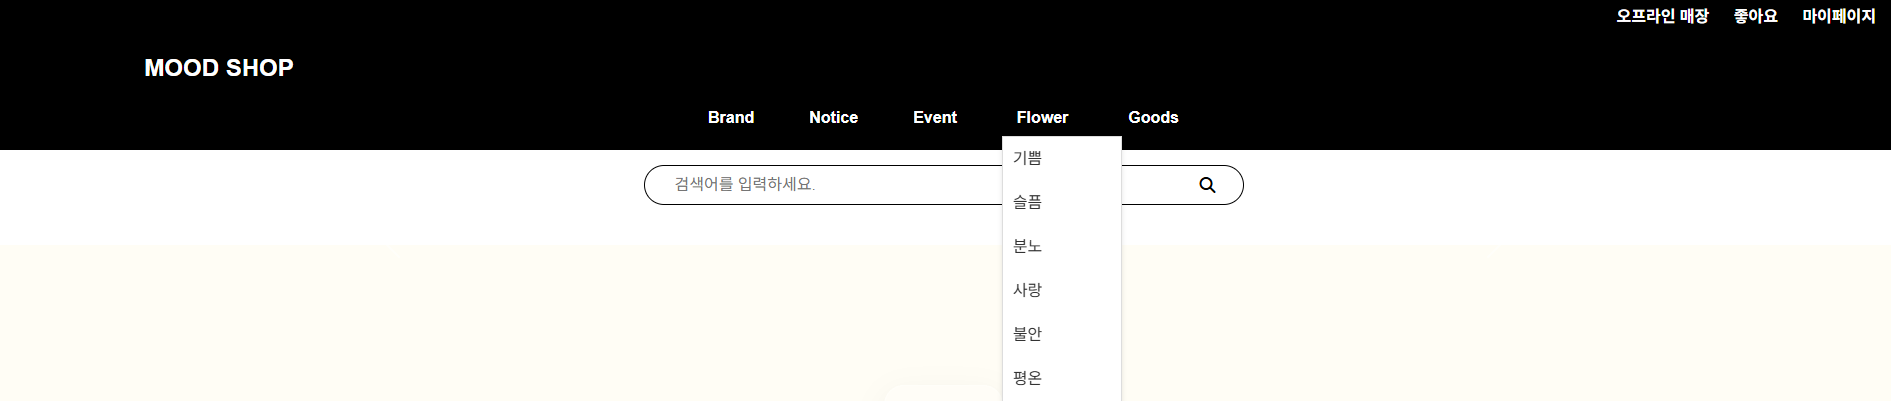 오프라인 매장 좋아요 마이페이지
MOOD SHOP
Brand Notice Event Flower Goods
기쁨
검색어를 입력하세요.
슬픔
분노
사랑
불안
평온